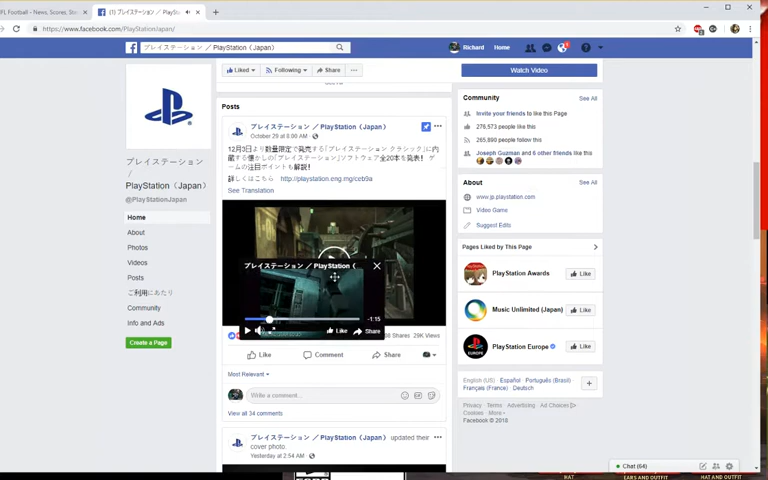 (1) プレイステーション / PlayStation
https://www.facebook.com/PlayStationJapan/
プレイステーション / PlayStation (Japan)
Richard Home
Liked Following Share ...
Watch Video
Posts
プレイステーション / PlayStation (Japan)
October 29 at 8:00 AM
12月3日より数量限定で発売する「プレイステーション クラシック」に内
蔵する懐かしの「プレイステーション」ソフトウェア全20本を発表! ゲ
ームの注目ポイントも解説!
詳しくはこちら http://playstation.eng.mg/ceb9a
See Translation
プレイステーション / PlayStation (
-1:15
Like Share
Shares 29K Views
Like Comment Share
Most Relevant
Write a comment...
View all 34 comments
プレイステーション / PlayStation (Japan) updated their
cover photo.
Yesterday at 2:54 AM
プレイステーション
/
PlayStation (Japan)
@PlayStationJapan
Home
About
Photos
Videos
Posts
ご利用にあたり
Community
Info and Ads
Create a Page
Community See All
Invite your friends to like this Page
276,573 people like this
265,890 people follow this
Joseph Guzman and 6 other friends like this
About See All
www.jp.playstation.com
Video Game
Suggest Edits
Pages Liked by This Page
PlayStation Awards Like
Music Unlimited (Japan) Like
PlayStation Europe Like
EUROPE
English (US) · Español · Português (Brasil) ·
Français (France) · Deutsch
Privacy · Terms · Advertising · Ad Choices
Cookies · More
Facebook © 2018
Chat (64)
HAT
EARS AND OUTFIT
HAT AND OUTFIT